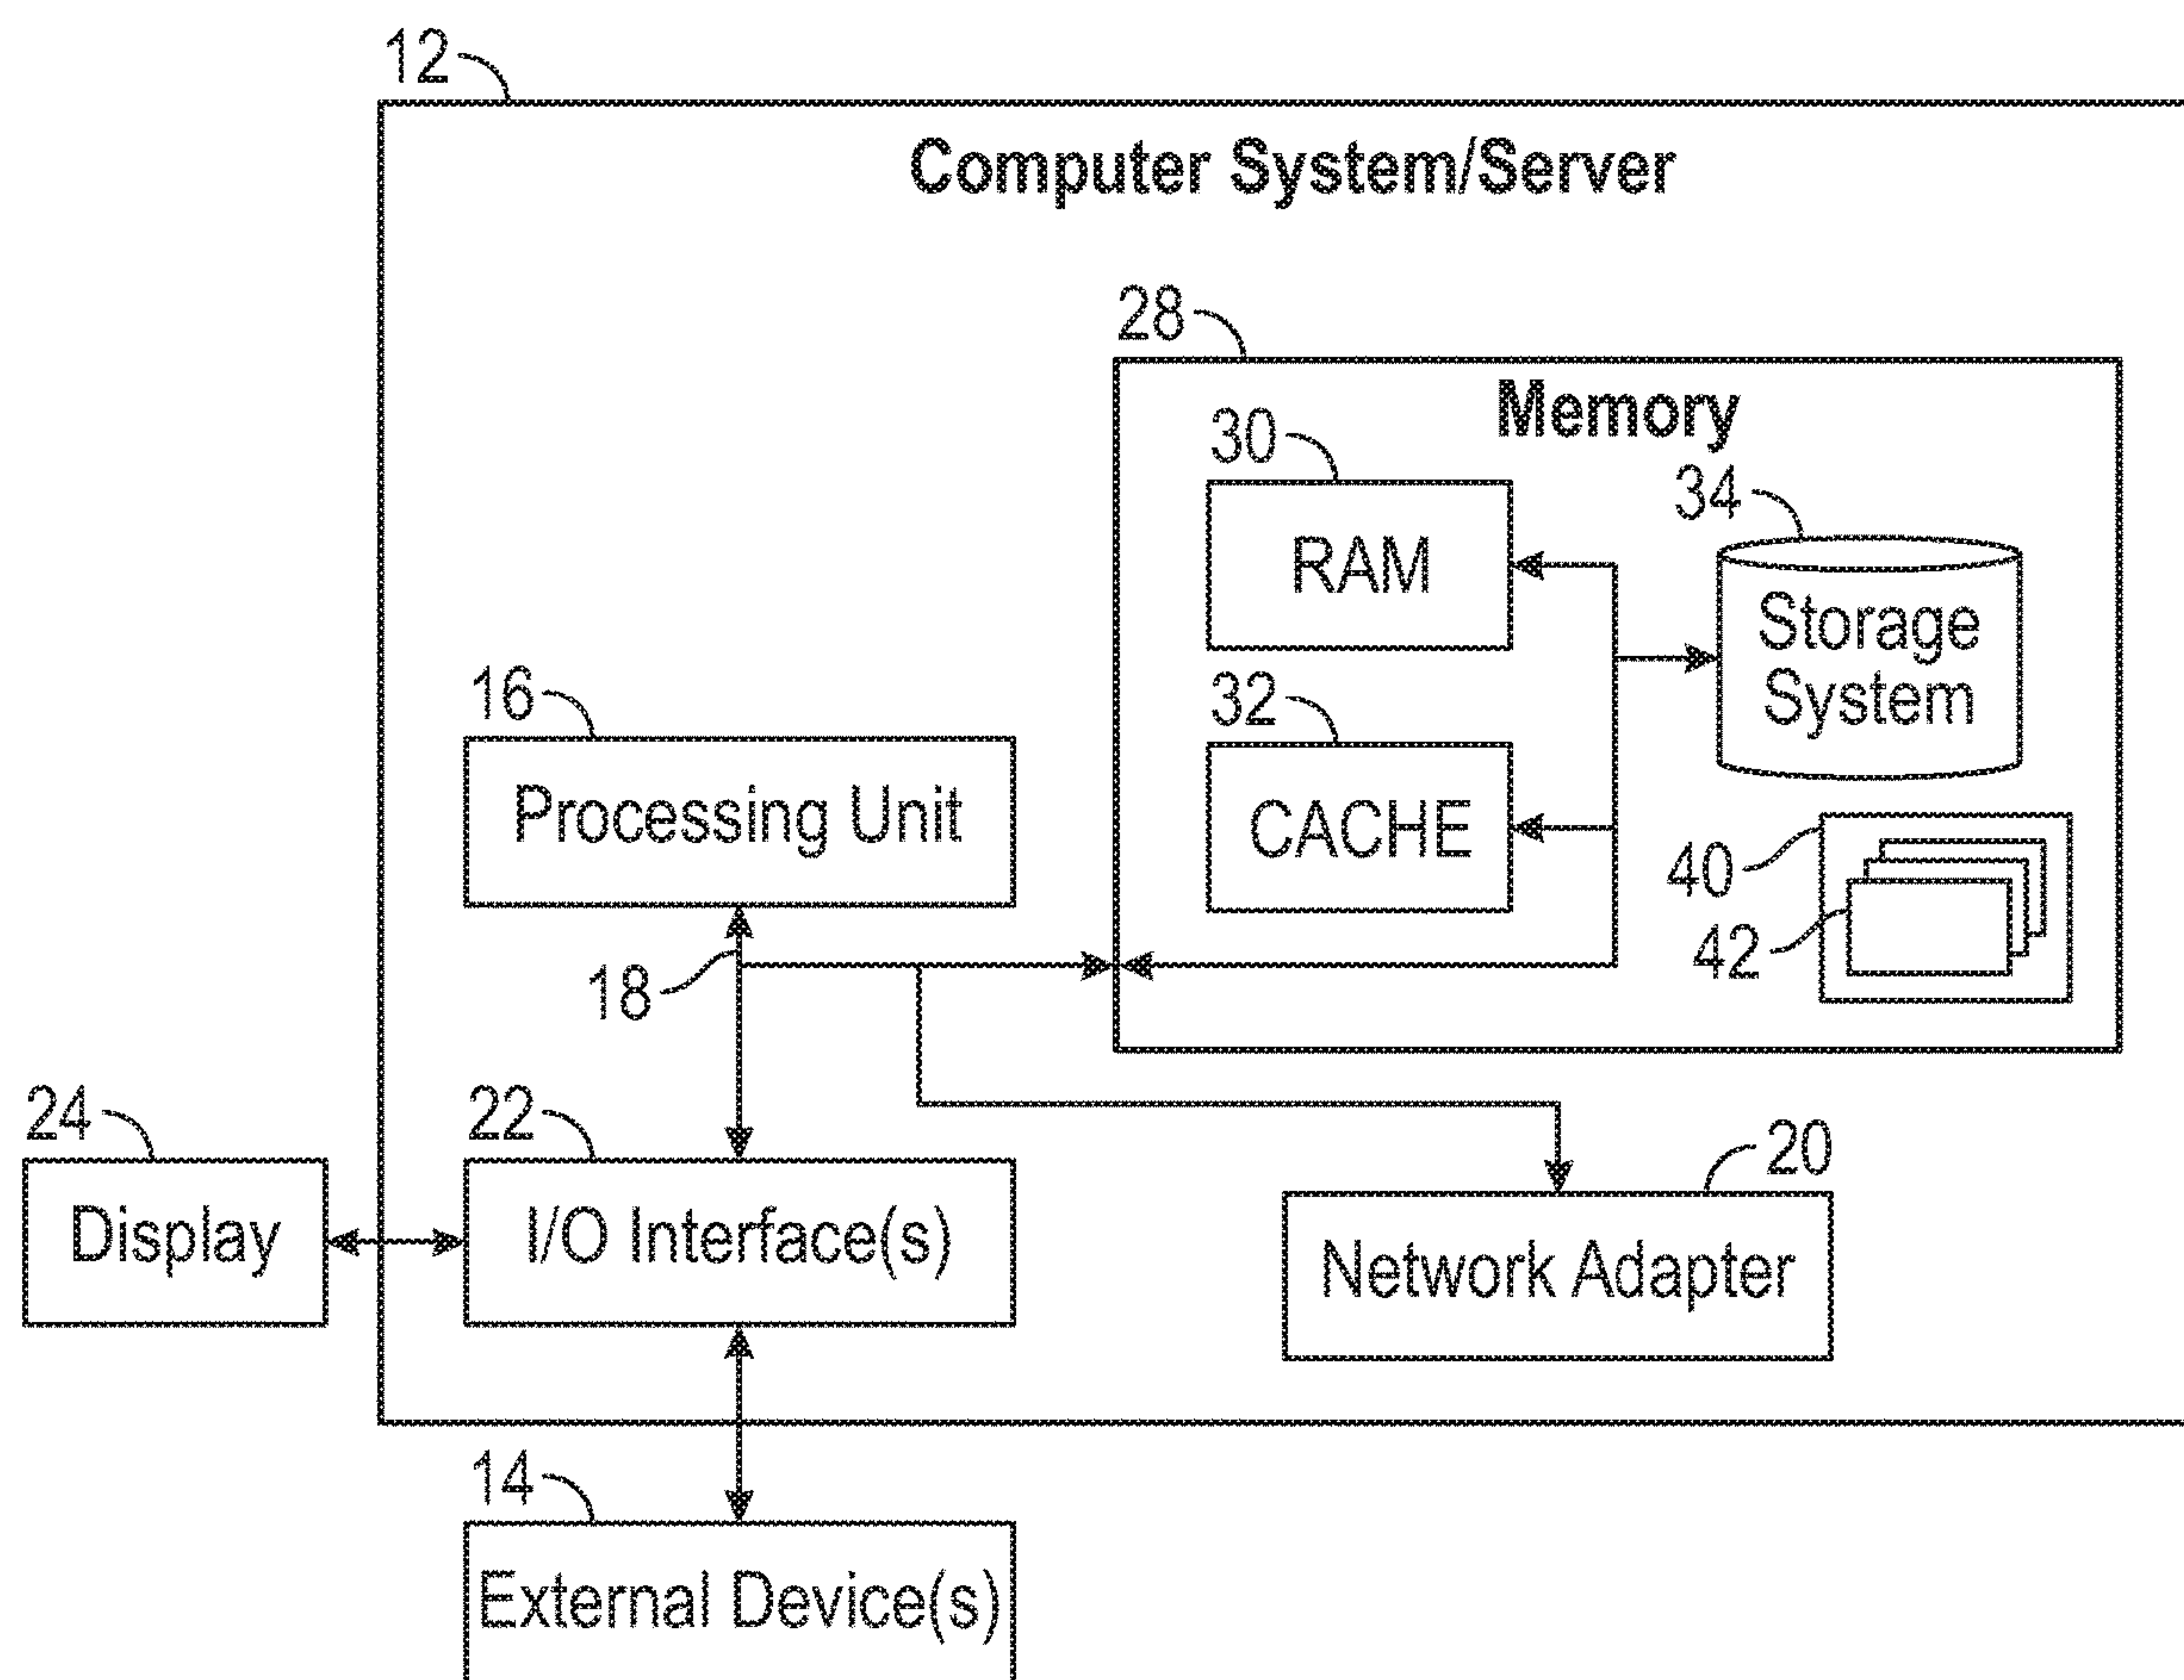 12
Computer System/Server
28
Memory
30
34
RAM
Storage
System
16
32
Processing Unit
CACHE
40
42
18
24
22
20
Display
I/O Interface(s)
Network Adapter
14
External Device(s)